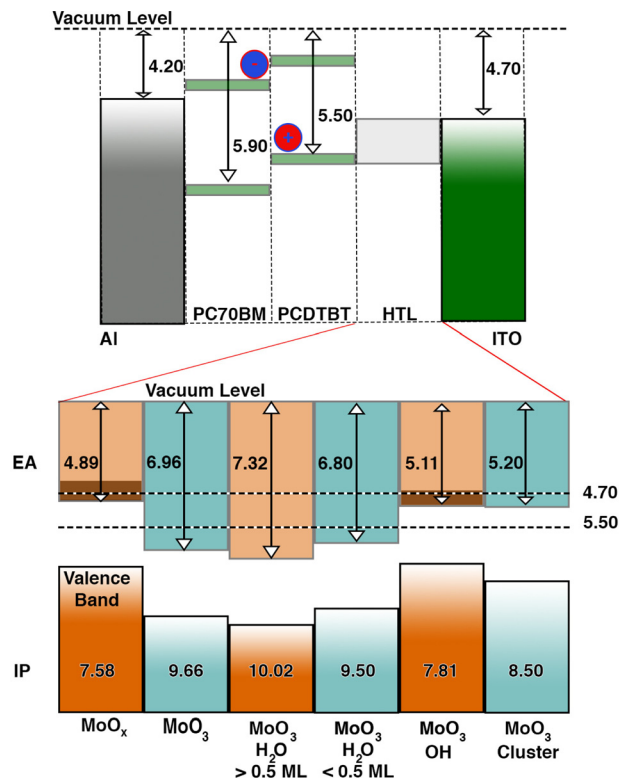 Vacuum Level
4.20
-
5.90
5.50
+
4.70
PC70BM
PCDTBT
HTL
Al
ITO
Vacuum Level
EA
4.89
6.96
7.32
6.80
5.11
5.20
4.70
5.50
Valence
Band
IP
7.58
9.66
10.02
9.50
7.81
8.50
MoOₓ
MoO₃
MoO₃
H₂O
> 0.5 ML
MoO₃
H₂O
< 0.5 ML
MoO₃
OH
MoO₃
Cluster